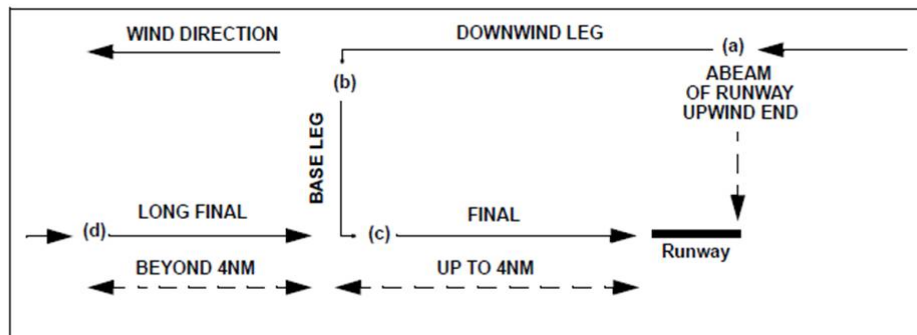 WIND DIRECTION
DOWNWIND LEG
(a)
ABEAM
OF RUNWAY
UPWIND END
(b)
BASE LEG
LONG FINAL
FINAL
(d)
(c)
Runway
BEYOND 4NM
UP TO 4NM